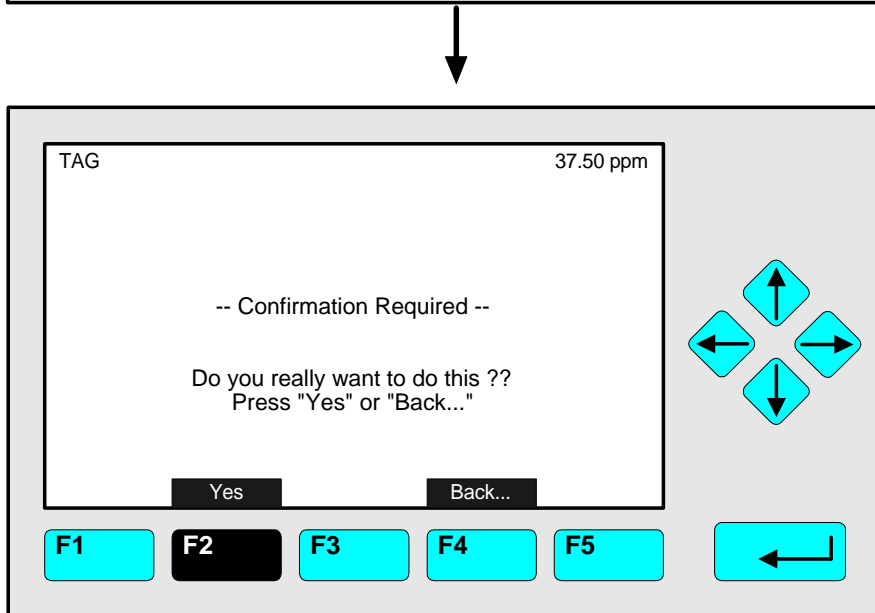 TAG 37.50 ppm
-- Confirmation Required --
Do you really want to do this ??
Press "Yes" or "Back..."
Yes Back...
F1 F2 F3 F4 F5